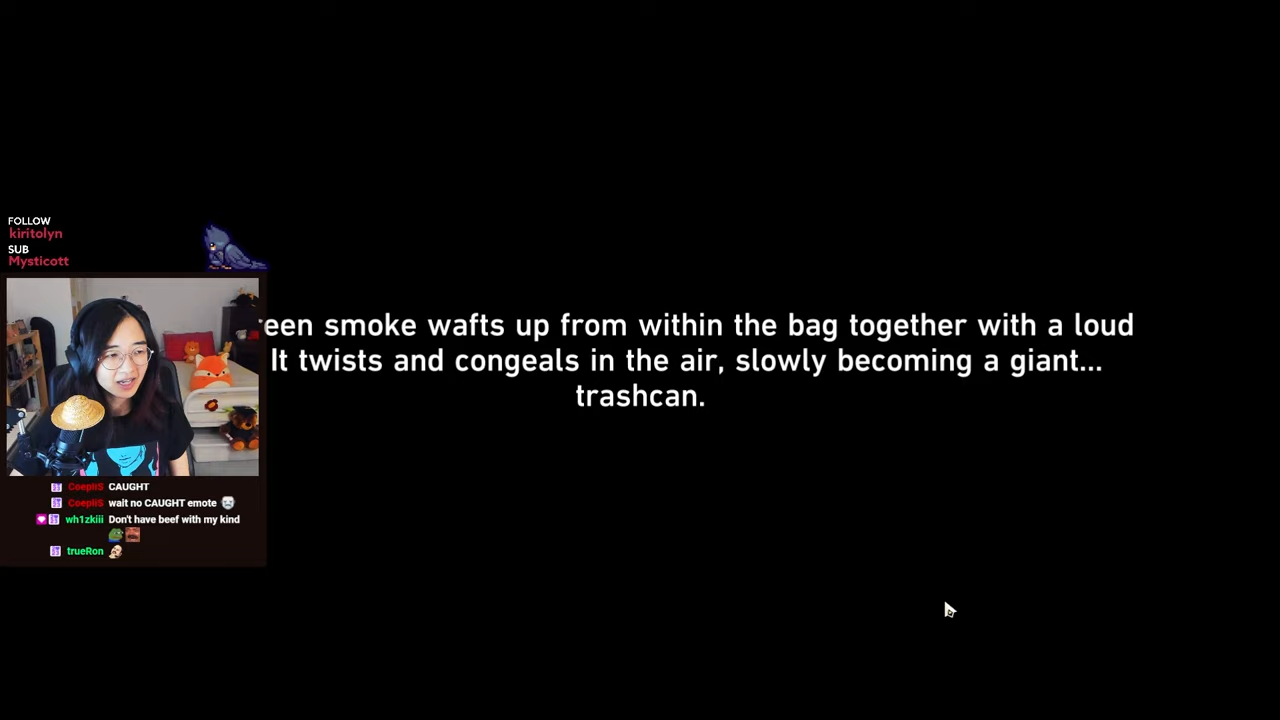 FOLLOW
kiritolyn
SUB
Mysticott
een smoke wafts up from within the bag together with a loud
It twists and congeals in the air, slowly becoming a giant...
trashcan.
CoepliS CAUGHT
CoepliS wait no CAUGHT emote
wh1zkiii Don't have beef with my kind
trueRon